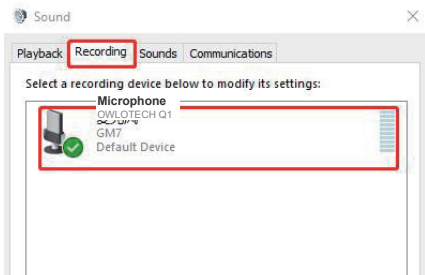 Sound
Playback Recording Sounds Communications
Select a recording device below to modify its settings:
Microphone
OWLOTECH Q1
GM7
Default Device